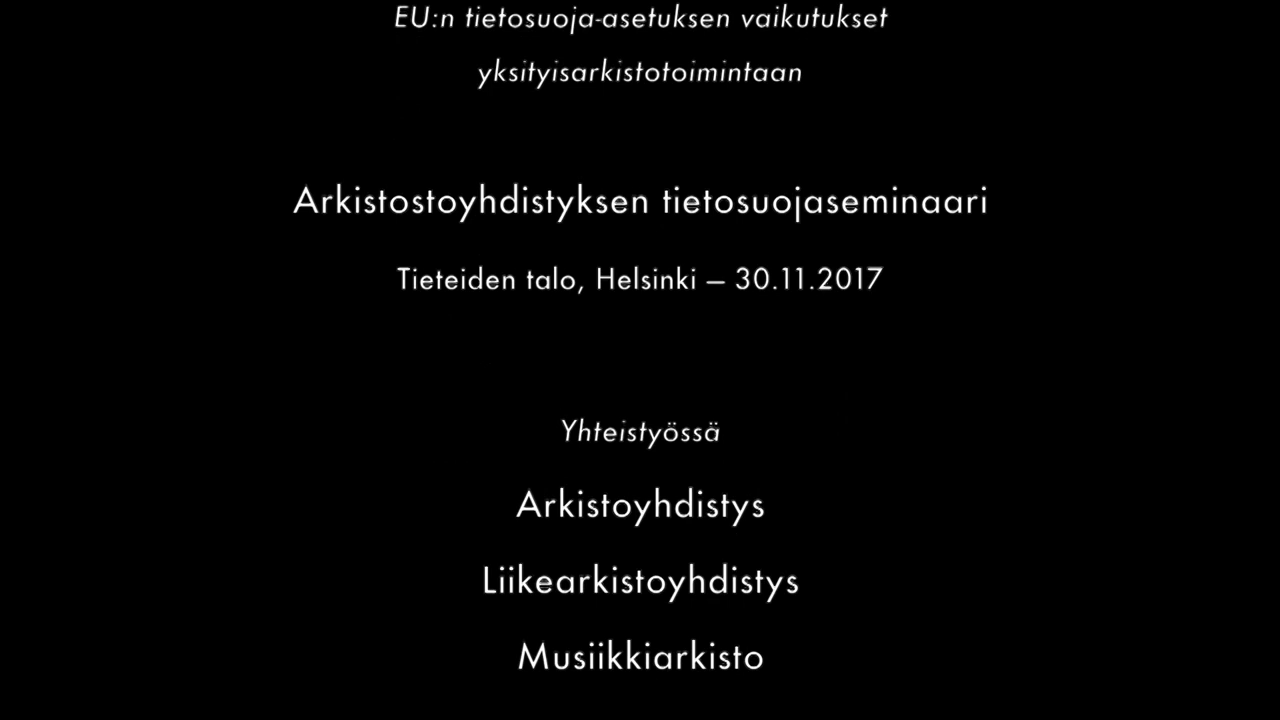 EU:n tietosuoja-asetuksen vaikutukset
yksityisarkistotoimintaan
Arkistostoyhdistyksen tietosuojaseminaari
Tieteiden talo, Helsinki – 30.11.2017
Yhteistyössä
Arkistoyhdistys
Liikearkistoyhdistys
Musiikkiarkisto